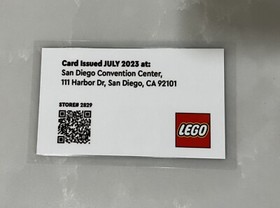 Card Issued JULY 2023 at:
San Diego Convention Center,
111 Harbor Dr, San Diego, CA 92101
STORE# 2829
LEGO